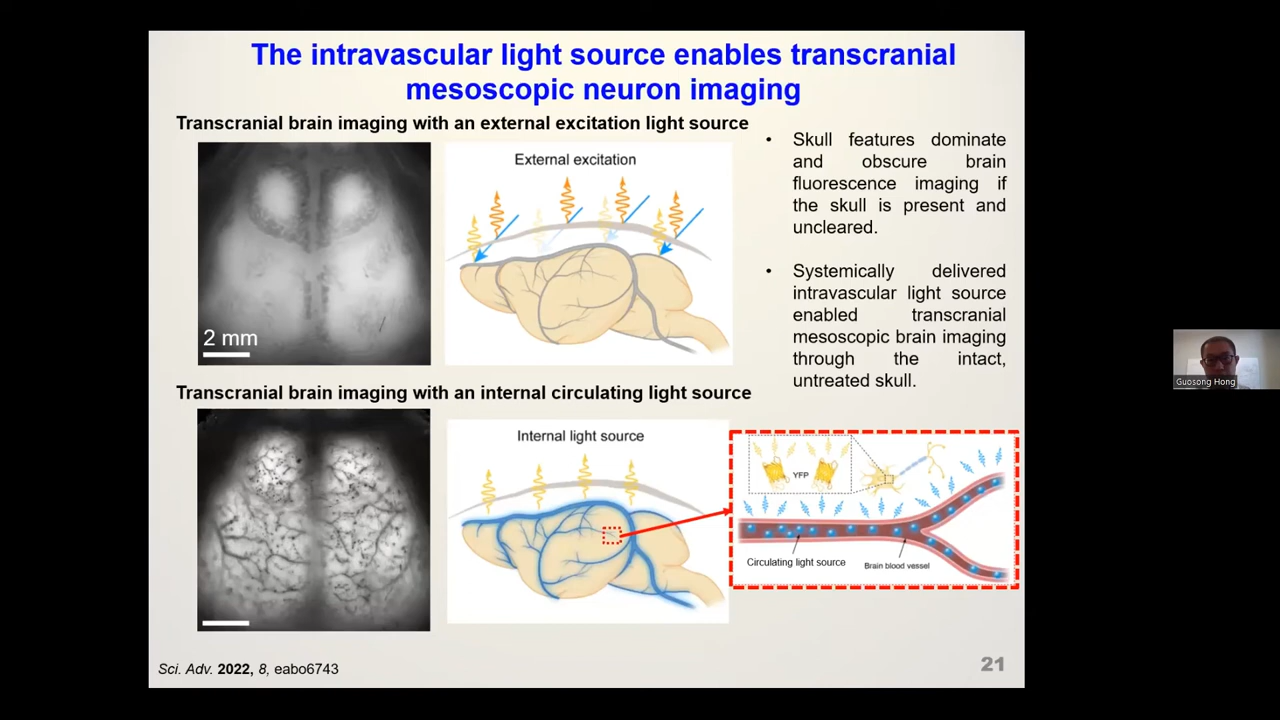 The intravascular light source enables transcranial
mesoscopic neuron imaging
Transcranial brain imaging with an external excitation light source
2 mm
External excitation
• Skull features dominate
and obscure brain
fluorescence imaging if
the skull is present and
uncleared.
• Systemically delivered
intravascular light source
enabled transcranial
mesoscopic brain imaging
through the intact,
untreated skull.
Transcranial brain imaging with an internal circulating light source
Internal light source
YFP
Circulating light source
Brain blood vessel
Sci. Adv. 2022, 8, eabo6743
21
Guosong Hong